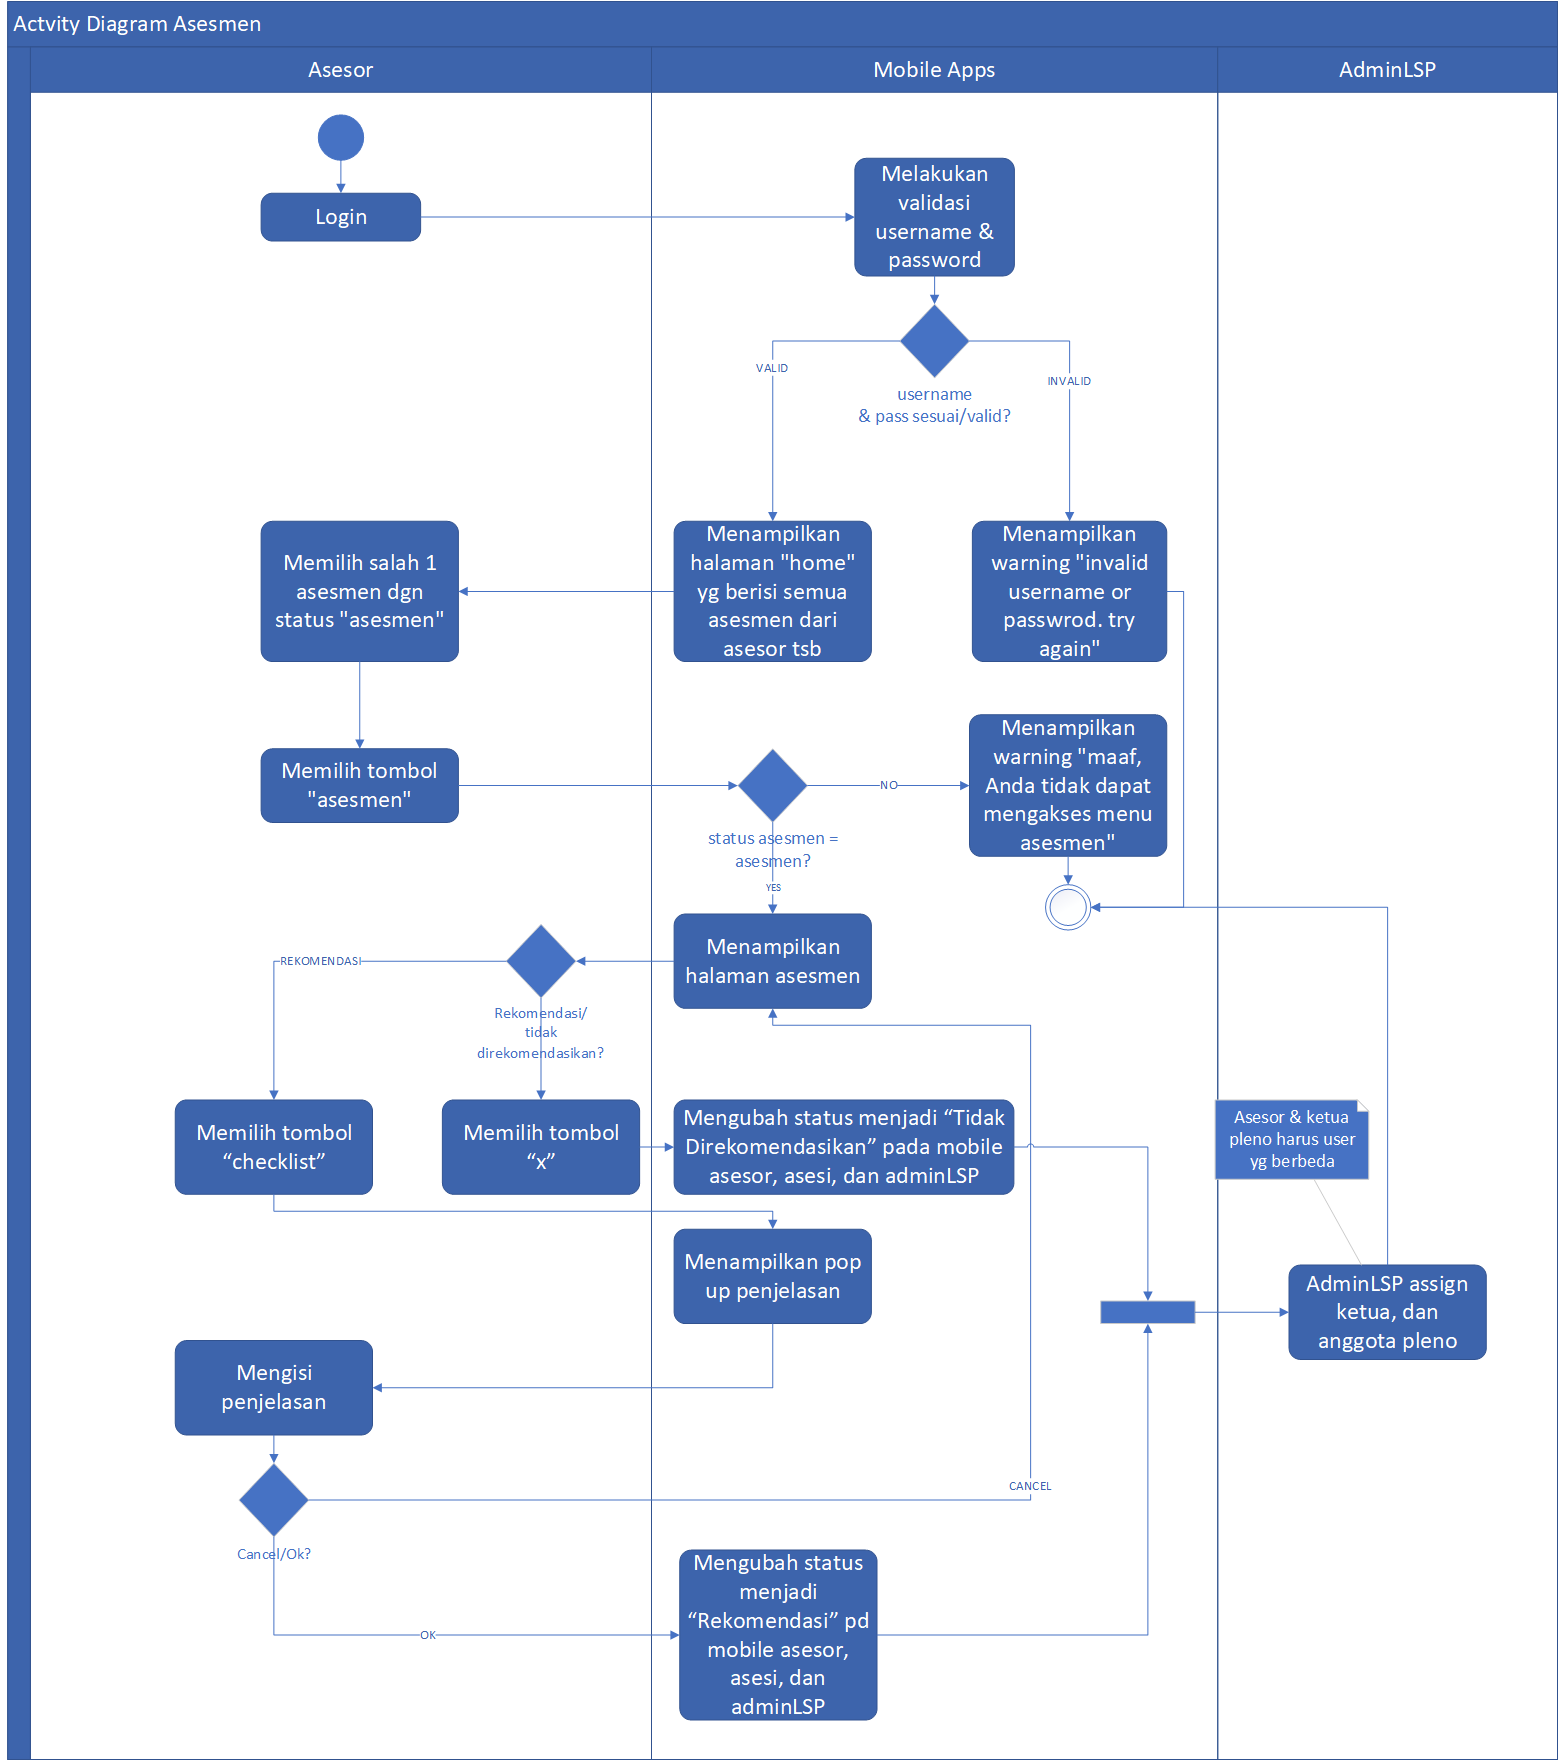 Actvity Diagram Asesmen
Asesor
Mobile Apps
AdminLSP
Login
Melakukan
validasi
username &
password
VALID
INVALID
username
& pass sesuai/valid?
Memilih salah 1
asesmen dgn
status "asesmen"
Menampilkan
halaman "home"
yg berisi semua
asesmen dari
asesor tsb
Menampilkan
warning "invalid
username or
passwrod. try
again"
Memilih tombol
"asesmen"
NO
Menampilkan
warning "maaf,
Anda tidak dapat
mengakses menu
asesmen"
status asesmen =
asesmen?
YES
Menampilkan
halaman asesmen
REKOMENDASI
Rekomendasi/
tidak
direkomendasikan?
Memilih tombol
“checklist”
Memilih tombol
“x”
Mengubah status menjadi “Tidak
Direkomendasikan” pada mobile
asesor, asesi, dan adminLSP
Asesor & ketua
pleno harus user
yg berbeda
Menampilkan pop
up penjelasan
AdminLSP assign
ketua, dan
anggota pleno
Mengisi
penjelasan
CANCEL
Cancel/Ok?
OK
Mengubah status
menjadi
“Rekomendasi” pd
mobile asesor,
asesi, dan
adminLSP